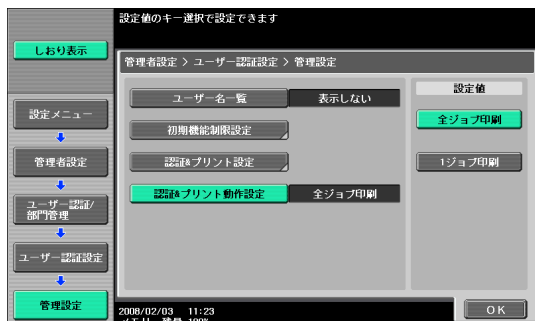 設定値のキー選択で設定できます
しおり表示
管理者設定 > ユーザー認証設定 > 管理設定
設定メニュー
管理者設定
ユーザー認証/
部門管理
ユーザー認証設定
管理設定
ユーザー名一覧 表示しない
初期機能制限設定
認証&プリント設定
認証&プリント動作設定 全ジョブ印刷
設定値
全ジョブ印刷
1ジョブ印刷
2008/02/03 11:23
メモリー残量 100%
OK